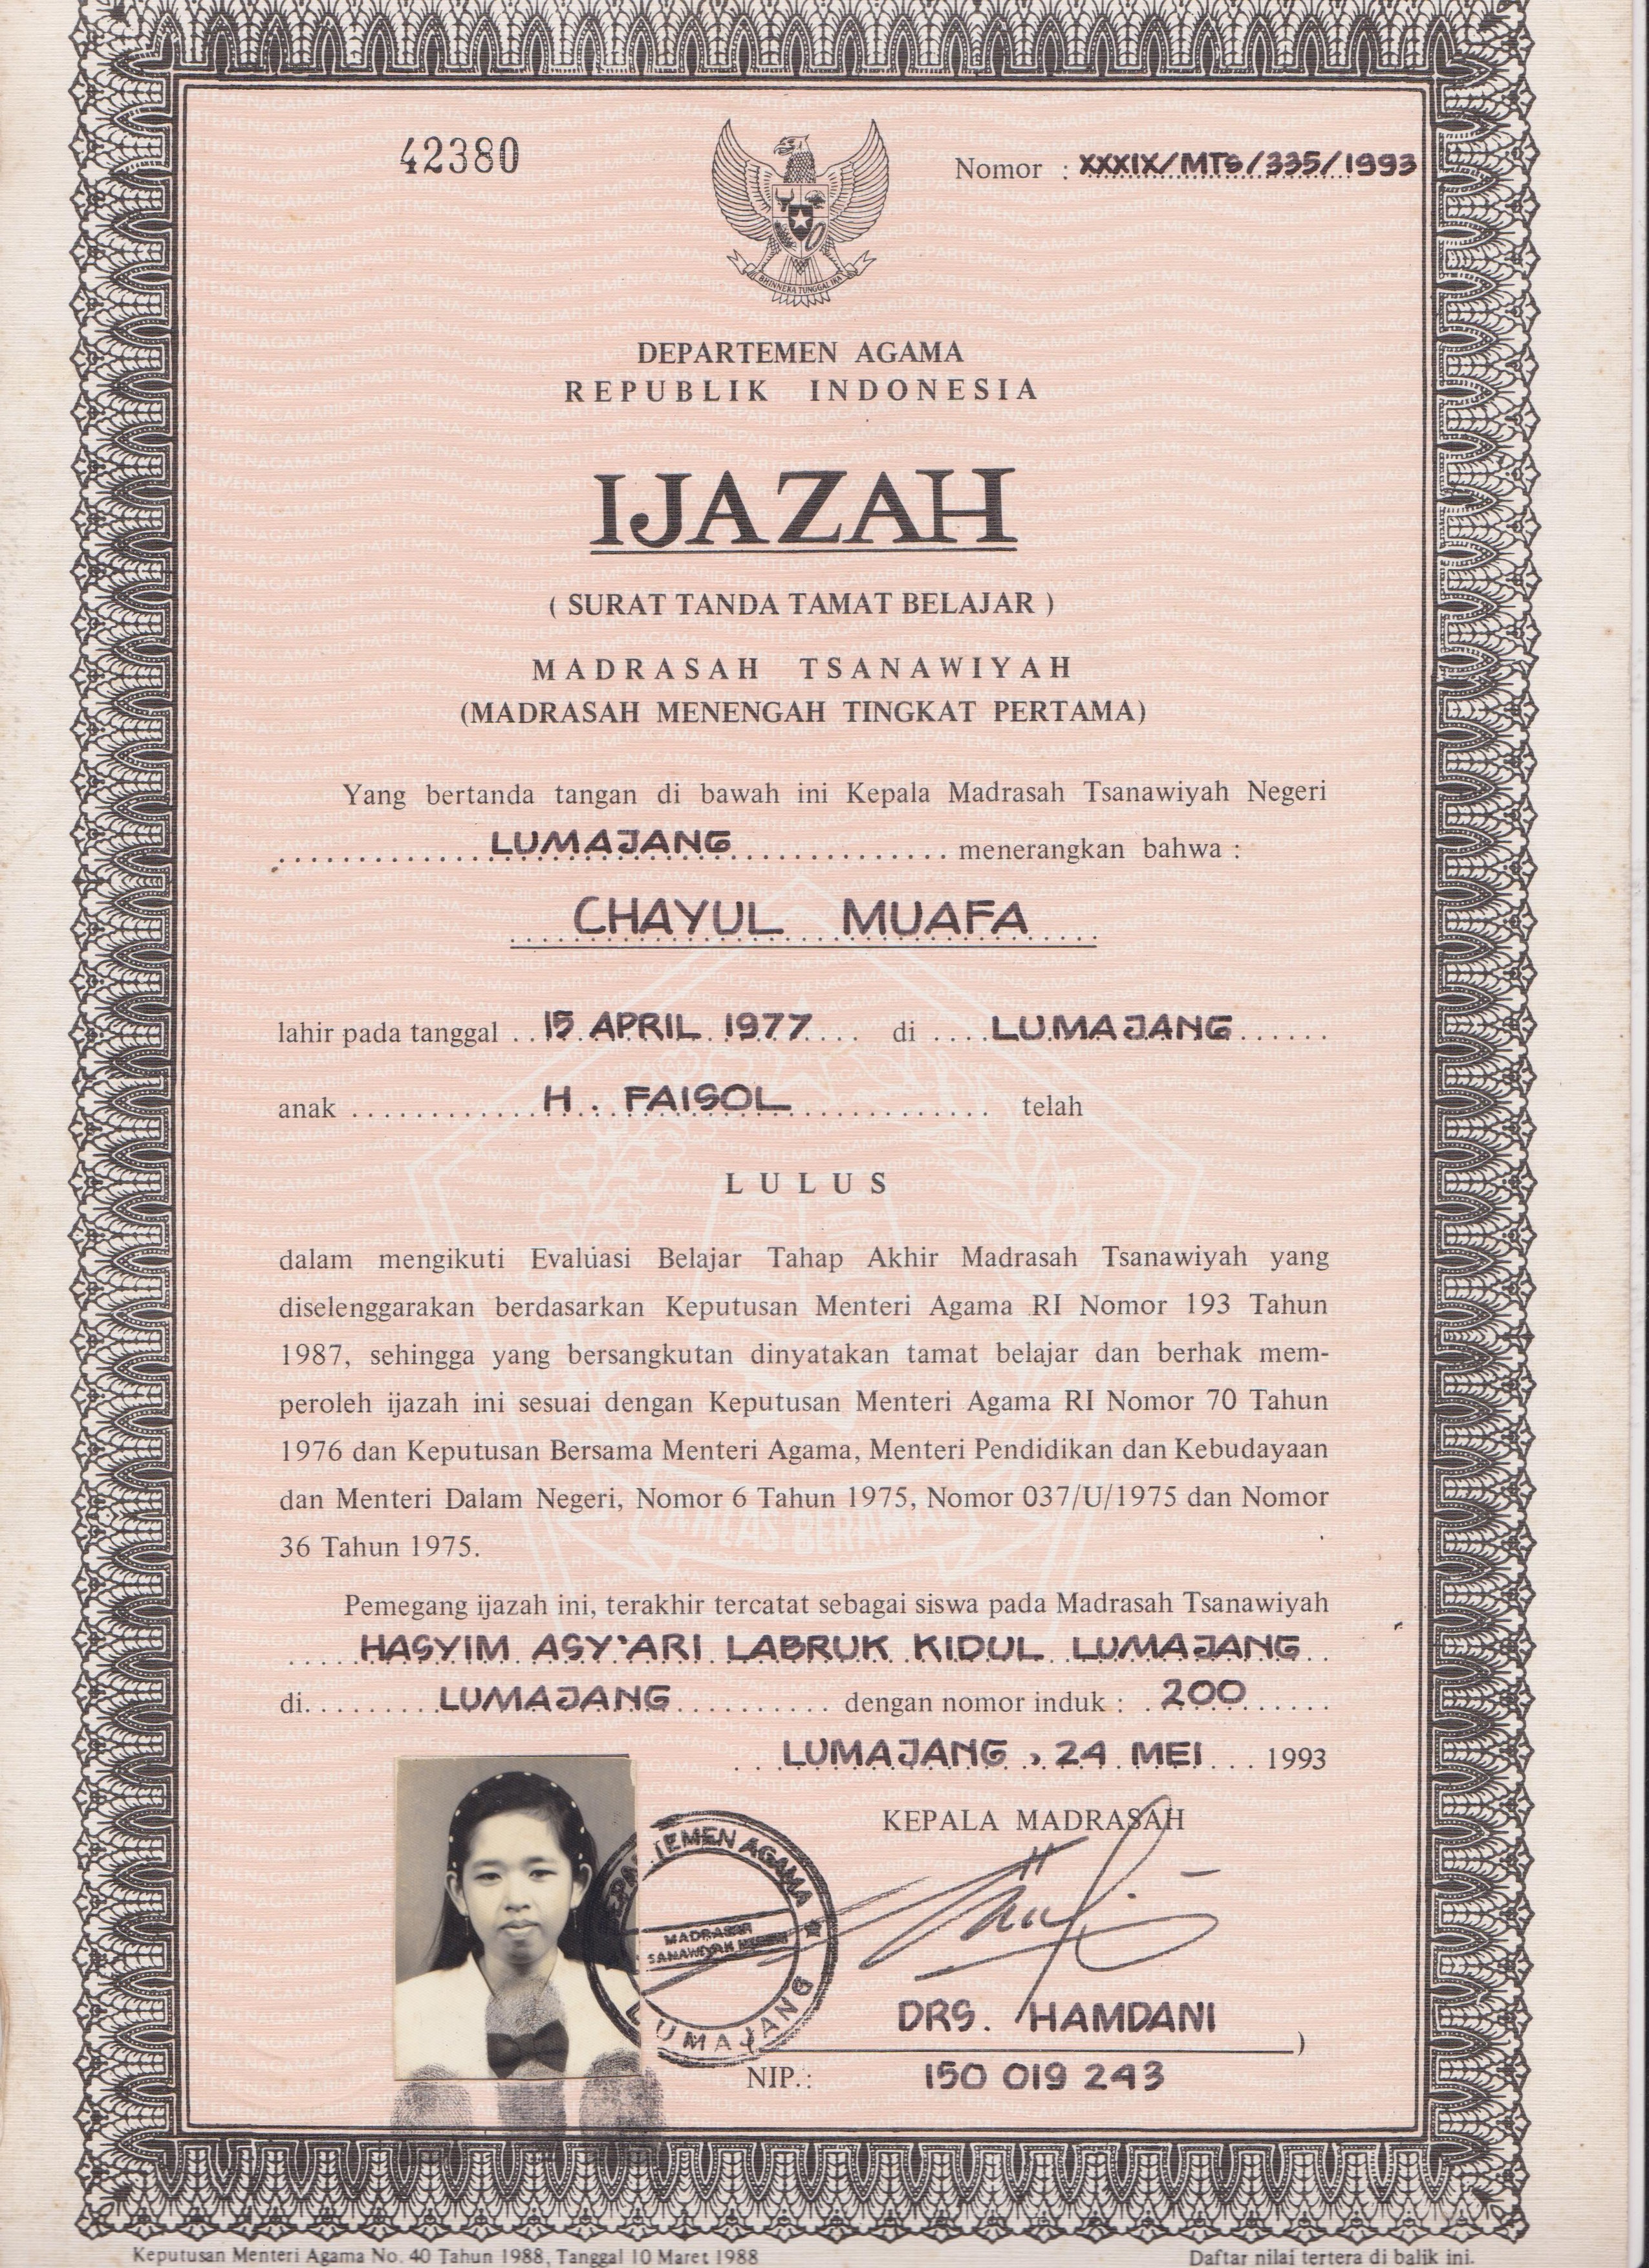 42380
Nomor : XXXIX/MTs/335/1993
BHINNEKA TUNGGAL IKA
DEPARTEMEN AGAMA
REPUBLIK INDONESIA
IJAZAH
( SURAT TANDA TAMAT BELAJAR )
MADRASAH TSANAWIYAH
(MADRASAH MENENGAH TINGKAT PERTAMA)
Yang bertanda tangan di bawah ini Kepala Madrasah Tsanawiyah Negeri
LUMAJANG menerangkan bahwa :
CHAYUL MUAFA
lahir pada tanggal 15 APRIL 1977 di LUMAJANG
anak H. FAISOL telah
LULUS
dalam mengikuti Evaluasi Belajar Tahap Akhir Madrasah Tsanawiyah yang
diselenggarakan berdasarkan Keputusan Menteri Agama RI Nomor 193 Tahun
1987, sehingga yang bersangkutan dinyatakan tamat belajar dan berhak mem-
peroleh ijazah ini sesuai dengan Keputusan Menteri Agama RI Nomor 70 Tahun
1976 dan Keputusan Bersama Menteri Agama, Menteri Pendidikan dan Kebudayaan
dan Menteri Dalam Negeri, Nomor 6 Tahun 1975, Nomor 037/U/1975 dan Nomor
36 Tahun 1975.
Pemegang ijazah ini, terakhir tercatat sebagai siswa pada Madrasah Tsanawiyah
HASYIM ASY'ARI LABRUK KIDUL LUMAJANG
di LUMAJANG dengan nomor induk : 200
LUMAJANG, 24 MEI 1993
KEPALA MADRASAH
TEMEN AGAMA
MADRASAH
SANAWIYAH NEGERI
LUMAJANG
DRS. HAMDANI
)
NIP.: 150 019 243
Keputusan Menteri Agama No. 40 Tahun 1988, Tanggal 10 Maret 1988
Daftar nilai tertera di balik ini.